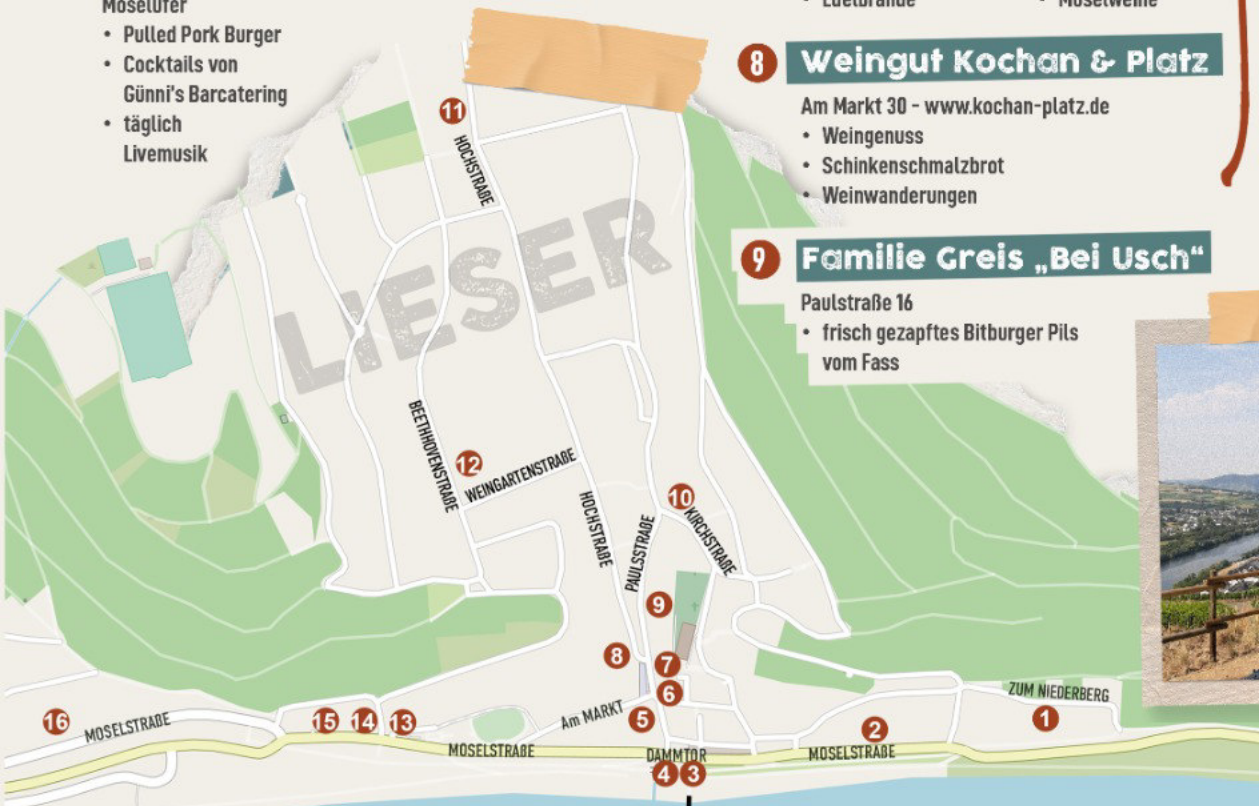 Moselufer
• Pulled Pork Burger
• Cocktails von
Günni's Barcatering
• täglich
Livemusik
• Edelbrände
• Moselweine
8 Weingut Kochan & Platz
Am Markt 30 - www.kochan-platz.de
• Weingenuss
• Schinkenschmalzbrot
• Weinwanderungen
9 Familie Greis „Bei Usch“
Paulstraße 16
• frisch gezapftes Bitburger Pils
vom Fass
11
HOCHSTRAßE
LIESER
BEETHHOVENSTRAßE
12
WEINGARTENSTRAßE
HOCHSTRAßE
10
KIRCHSTRAßE
PAULSSTRAßE
9
8
7
6
5
Am MARKT
ZUM NIEDERBERG
1
2
16
MOSELSTRAßE
15
14
13
MOSELSTRAßE
DAMMTOR
MOSELSTRAßE
4
3